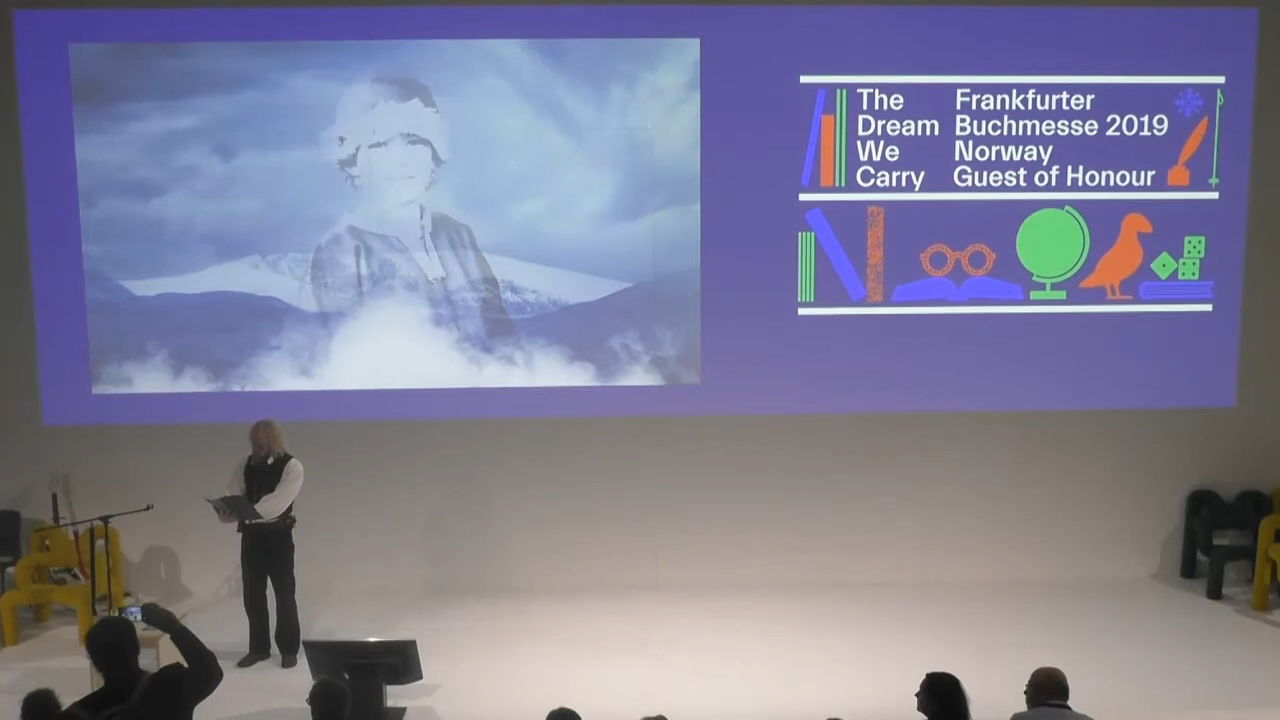 The
Dream
We
Carry
Frankfurter
Buchmesse 2019
Norway
Guest of Honour